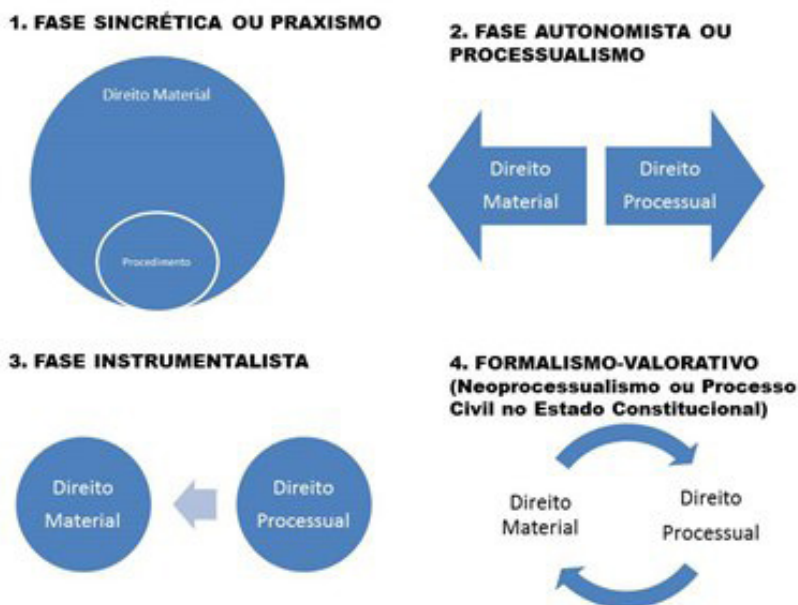 1. FASE SINCRÉTICA OU PRAXISMO
Direito Material
Procedimento
2. FASE AUTONOMISTA OU
PROCESSUALISMO
Direito
Material
Direito
Processual
3. FASE INSTRUMENTALISTA
Direito
Material
Direito
Processual
4. FORMALISMO-VALORATIVO
(Neoprocessualismo ou Processo
Civil no Estado Constitucional)
Direito
Material
Direito
Processual